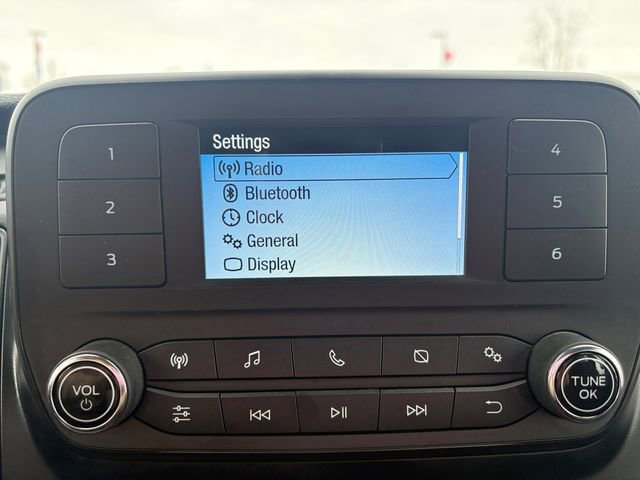 Settings
Radio
Bluetooth
Clock
General
Display
1
2
3
4
5
6
VOL
TUNE
OK